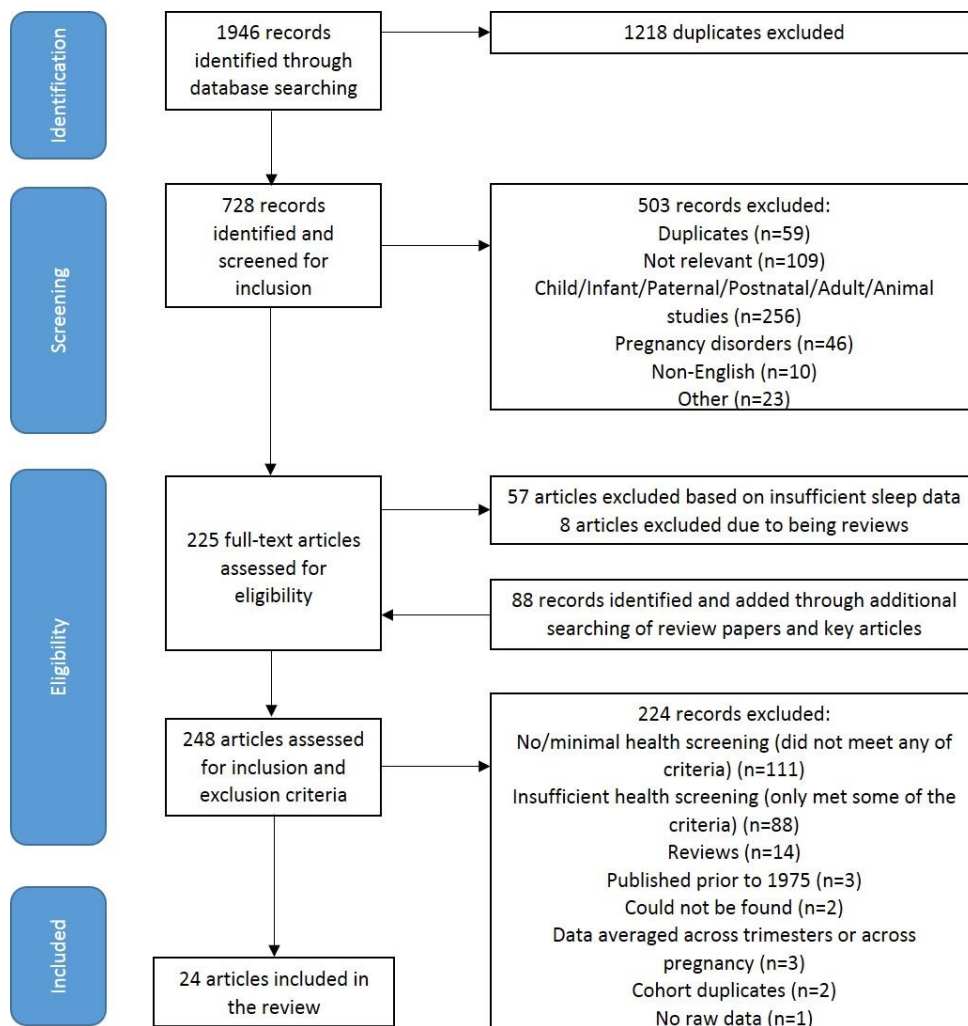 Identification
1946 records
identified through
database searching
1218 duplicates excluded
Screening
728 records
identified and
screened for
inclusion
503 records excluded:
Duplicates (n=59)
Not relevant (n=109)
Child/Infant/Paternal/Postnatal/Adult/Animal
studies (n=256)
Pregnancy disorders (n=46)
Non-English (n=10)
Other (n=23)
Eligibility
225 full-text articles
assessed for
eligibility
57 articles excluded based on insufficient sleep data
8 articles excluded due to being reviews
88 records identified and added through additional
searching of review papers and key articles
248 articles assessed
for inclusion and
exclusion criteria
224 records excluded:
No/minimal health screening (did not meet any of
criteria) (n=111)
Insufficient health screening (only met some of the
criteria) (n=88)
Reviews (n=14)
Published prior to 1975 (n=3)
Could not be found (n=2)
Data averaged across trimesters or across
pregnancy (n=3)
Cohort duplicates (n=2)
No raw data (n=1)
Included
24 articles included in
the review